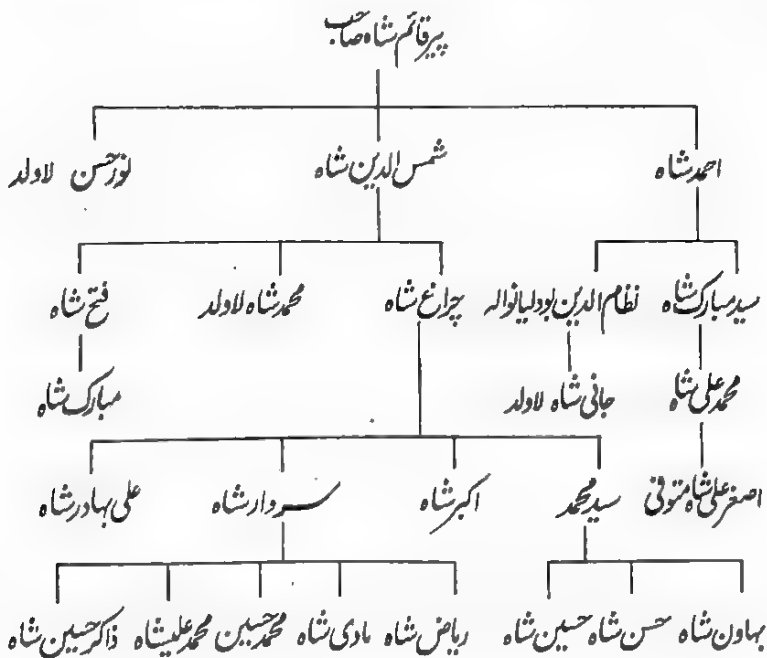 پیر قائم شاہ صاحب
احمد شاہ شمس الدین شاہ نور حسن لاولد
سید مبارک شاہ نظام الدین بودلیانوالہ چراغ شاہ محمد شاہ لاولد فتح شاہ
محمد علی شاہ جانی شاہ لاولد مبارک شاہ
اصغر علی شاہ متوفی سید محمد اکبر شاہ سردار شاہ علی بہادر شاہ
بہاون شاہ حسن شاہ حسین شاہ ریاض شاہ ہادی شاہ محمد حسین محمد علیشاہ ذاکر حسین شاہ